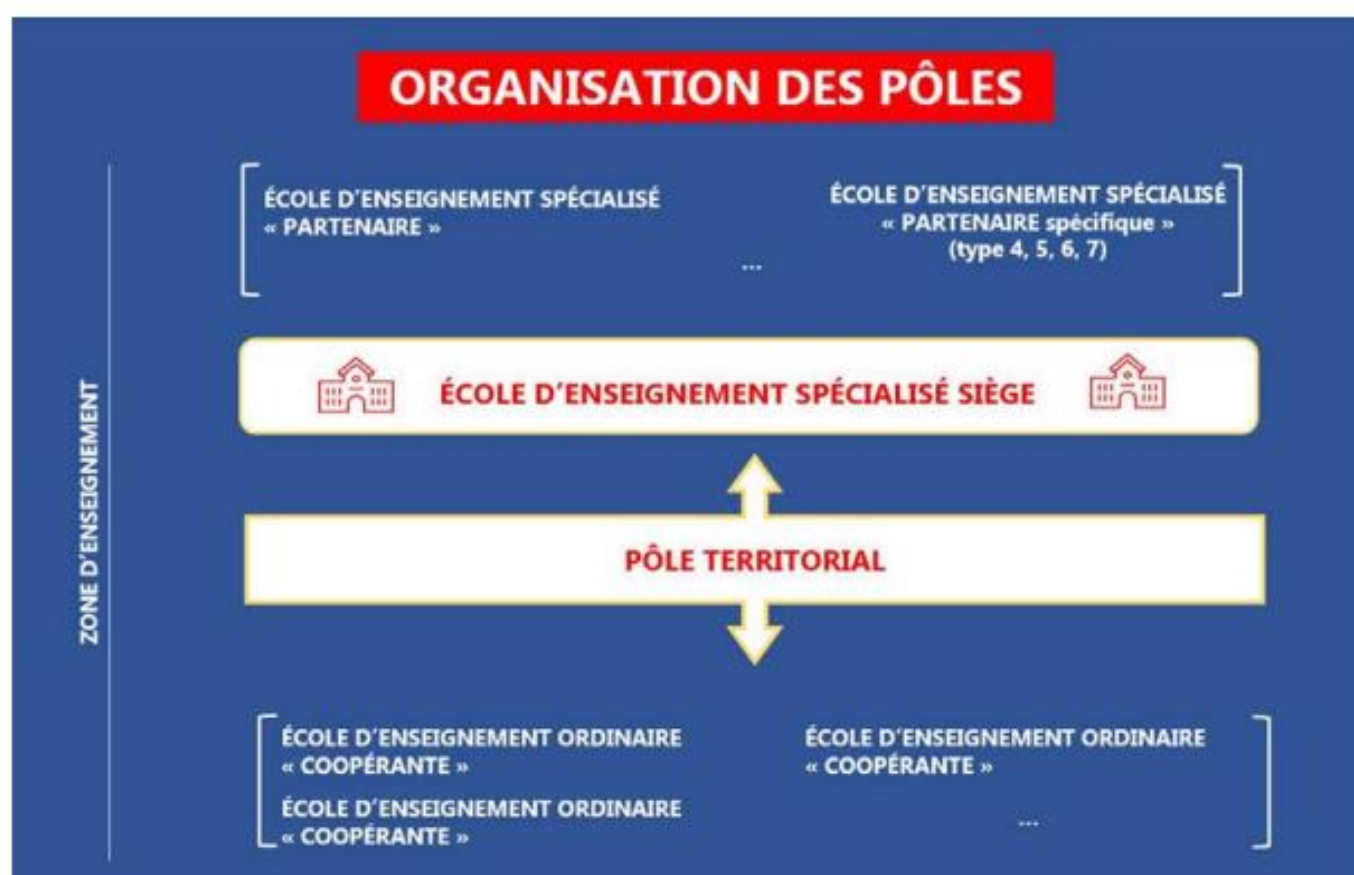 ORGANISATION DES PÔLES
ÉCOLE D'ENSEIGNEMENT SPÉCIALISÉ
« PARTENAIRE »
...
ÉCOLE D'ENSEIGNEMENT SPÉCIALISÉ
« PARTENAIRE spécifique »
(type 4, 5, 6, 7)
ZONE D'ENSEIGNEMENT
ÉCOLE D'ENSEIGNEMENT SPÉCIALISÉ SIÈGE
PÔLE TERRITORIAL
ÉCOLE D'ENSEIGNEMENT ORDINAIRE
« COOPÉRANTE »
ÉCOLE D'ENSEIGNEMENT ORDINAIRE
« COOPÉRANTE »
ÉCOLE D'ENSEIGNEMENT ORDINAIRE
« COOPÉRANTE »
...